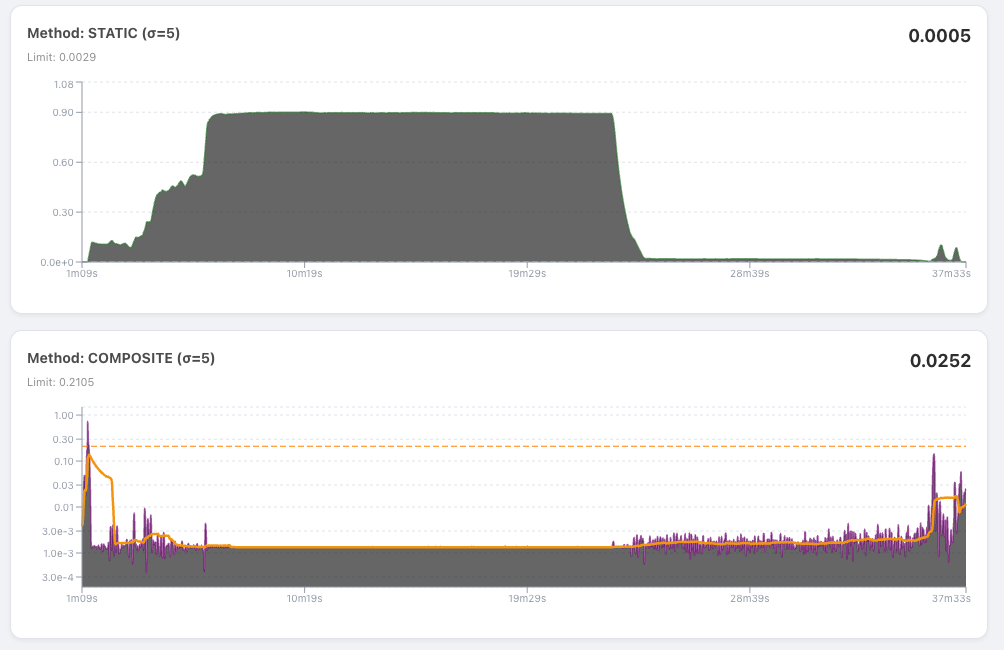 Method: STATIC (σ=5)
0.0005
Limit: 0.0029
1.08
0.90
0.60
0.30
0.0e+0
1m09s 10m19s 19m29s 28m39s 37m33s
Method: COMPOSITE (σ=5)
0.0252
Limit: 0.2105
1.00
0.30
0.10
0.03
0.01
3.0e-3
1.0e-3
3.0e-4
1m09s 10m19s 19m29s 28m39s 37m33s